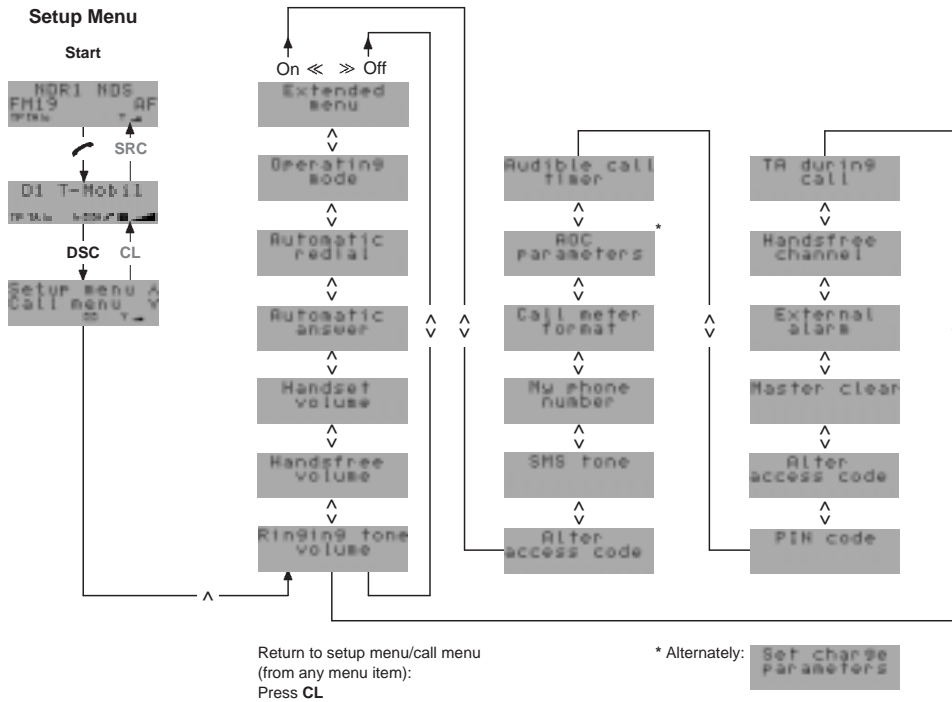 Setup Menu
Start
NDR1 NDS
FM19 AF
SRC
D1 T-Mobil
DSC CL
Setup menu ^
Call menu v
^
On ≪ ≫ Off
Extended
menu
Operating
mode
Automatic
redial
Automatic
answer
Handset
volume
Handsfree
volume
Ringing tone
volume
Audible call
timer
*
AOC
parameters
Call meter
format
My phone
number
SMS tone
Alter
access code
TA during
call
Handsfree
channel
External
alarm
Master clear
Alter
access code
PIN code
Return to setup menu/call menu
(from any menu item):
Press CL
* Alternately:
Set charge
parameters